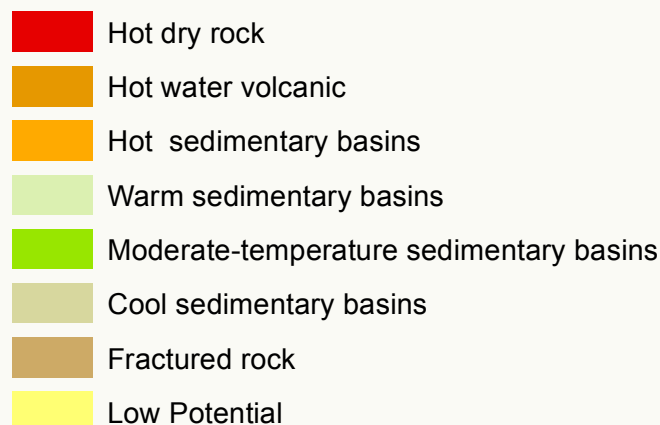 Hot dry rock
Hot water volcanic
Hot  sedimentary basins
Warm sedimentary basins
Moderate-temperature sedimentary basins
Cool sedimentary basins
Fractured rock
Low Potential